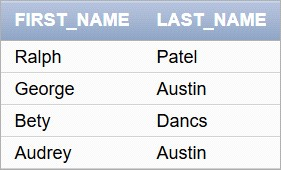 FIRST_NAME LAST_NAME
Ralph Patel
George Austin
Bety Dancs
Audrey Austin